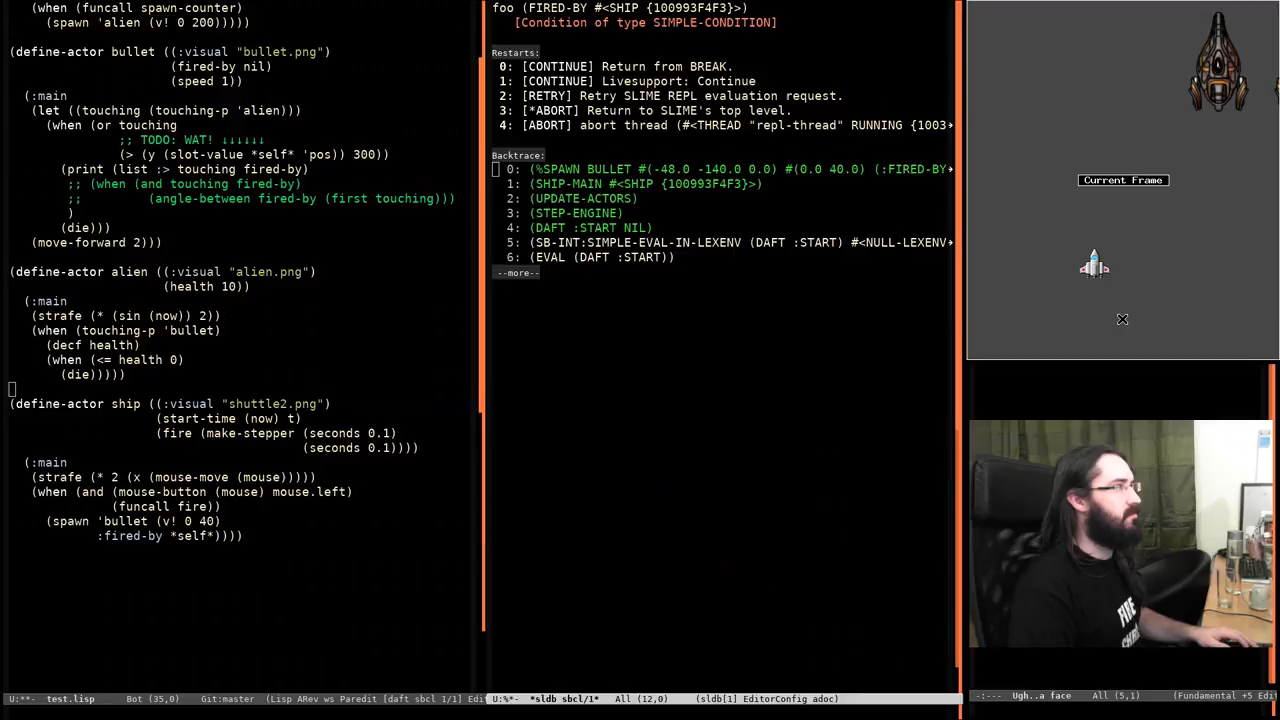 (when (funcall spawn-counter)
(spawn 'alien (v! 0 200)))))
(define-actor bullet ((:visual "bullet.png")
(fired-by nil)
(speed 1))
(:main
(let ((touching (touching-p 'alien)))
(when (or touching
;; TODO: WAT! ↓↓↓↓↓↓
(> (y (slot-value *self* 'pos)) 300))
(print (list :> touching fired-by)
;; (when (and touching fired-by)
;;       (angle-between fired-by (first touching)))
)
(die)))
(move-forward 2)))
(define-actor alien ((:visual "alien.png")
(health 10))
(:main
(strafe (* (sin (now)) 2))
(when (touching-p 'bullet)
(decf health)
(when (<= health 0)
(die)))))
(define-actor ship ((:visual "shuttle2.png")
(start-time (now) t)
(fire (make-stepper (seconds 0.1)
(seconds 0.1))))
(:main
(strafe (* 2 (x (mouse-move (mouse)))))
(when (and (mouse-button (mouse) mouse.left)
(funcall fire))
(spawn 'bullet (v! 0 40)
:fired-by *self*))))
U:**-  test.lisp      Bot (35,0)     Git:master  (Lisp ARev ws Paredit [daft sbcl 1/1] Edi
foo (FIRED-BY #<SHIP {100993F4F3}>)
[Condition of type SIMPLE-CONDITION]
Restarts:
0: [CONTINUE] Return from BREAK.
1: [CONTINUE] Livesupport: Continue
2: [RETRY] Retry SLIME REPL evaluation request.
3: [*ABORT] Return to SLIME's top level.
4: [ABORT] abort thread (#<THREAD "repl-thread" RUNNING {1003→
Backtrace:
0: (%SPAWN BULLET #(-48.0 -140.0 0.0) #(0.0 40.0) (:FIRED-BY→
1: (SHIP-MAIN #<SHIP {100993F4F3}>)
2: (UPDATE-ACTORS)
3: (STEP-ENGINE)
4: (DAFT :START NIL)
5: (SB-INT:SIMPLE-EVAL-IN-LEXENV (DAFT :START) #<NULL-LEXENV→
6: (EVAL (DAFT :START))
--more--
U:%*-  *sldb sbcl/1*   All (12,0)     (sldb[1] EditorConfig adoc)
Current Frame
FIRE
-:---  Ugh..a face    All (5,1)      (Fundamental +5 Edit